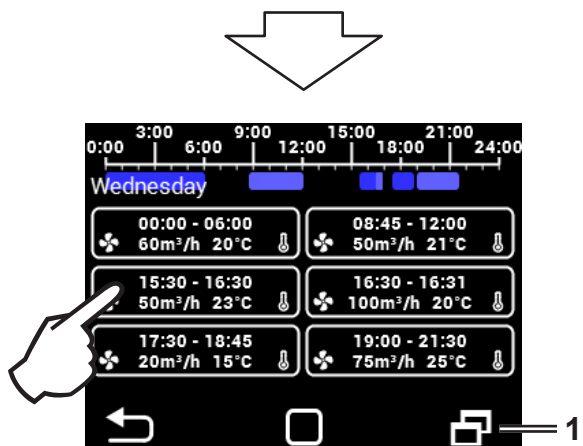 3:00 9:00 15:00 21:00
0:00 6:00 12:00 18:00 24:00
Wednesday
00:00 - 06:00
60m³/h 20°C
08:45 - 12:00
50m³/h 21°C
15:30 - 16:30
50m³/h 23°C
16:30 - 16:31
100m³/h 20°C
17:30 - 18:45
20m³/h 15°C
19:00 - 21:30
75m³/h 25°C
1